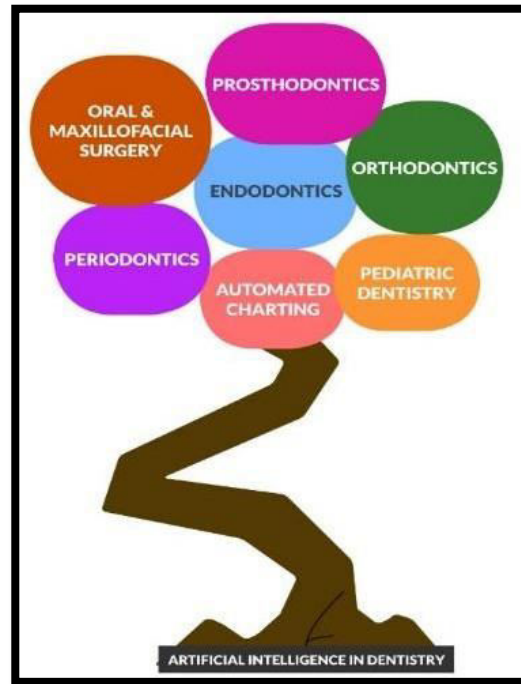 PROSTHODONTICS
ORAL &
MAXILLOFACIAL
SURGERY
ORTHODONTICS
ENDODONTICS
PERIODONTICS
PEDIATRIC
DENTISTRY
AUTOMATED
CHARTING
ARTIFICIAL INTELLIGENCE IN DENTISTRY